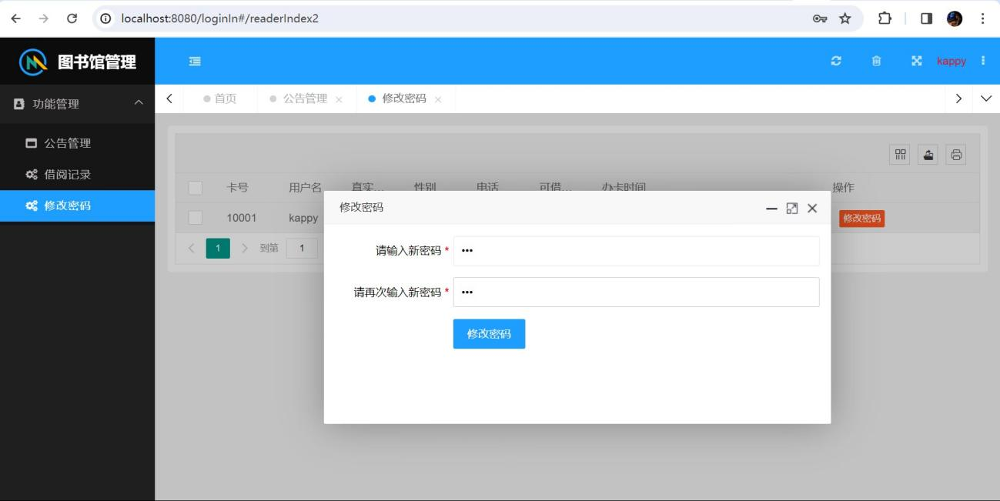 localhost:8080/loginIn#/readerIndex2
图书馆管理
kappy
功能管理
首页
公告管理
修改密码
公告管理
借阅记录
修改密码
卡号 用户名 真实... 性别 电话 可借... 办卡时间 操作
10001 kappy 修改密码
1 到第 1
修改密码
请输入新密码 * •••
请再次输入新密码 * •••
修改密码